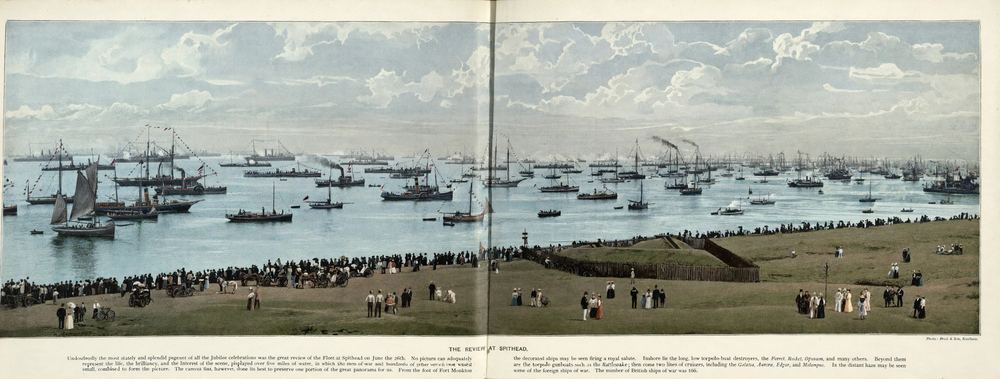 THE REVIEW AT SPITHEAD.
Photo: West & Son, Southsea.
Undoubtedly the most stately and splendid pageant of all the Jubilee celebrations was the great review of the Fleet at Spithead on June the 26th. No picture can adequately
represent the life, the brilliancy, and the interest of the scene, displayed over five miles of water, in which the men of war and hundreds of other vessels, great
small, combined to form the picture. The camera has, however, done its best to preserve one portion of the great panorama for us. From the foot of Fort Monkton
the decorated ships may be seen firing a royal salute. Inshore lie the long, low torpedo-boat destroyers, the Ferret, Rocket, Opossum, and many others. Beyond them
are the torpedo gunboats such as the Rattlesnake; then come two lines of cruisers, including the Galatea, Aurora, Edgar, and Melampus. In the distant haze may be seen
some of the foreign ships of war. The number of British ships of war was 166.